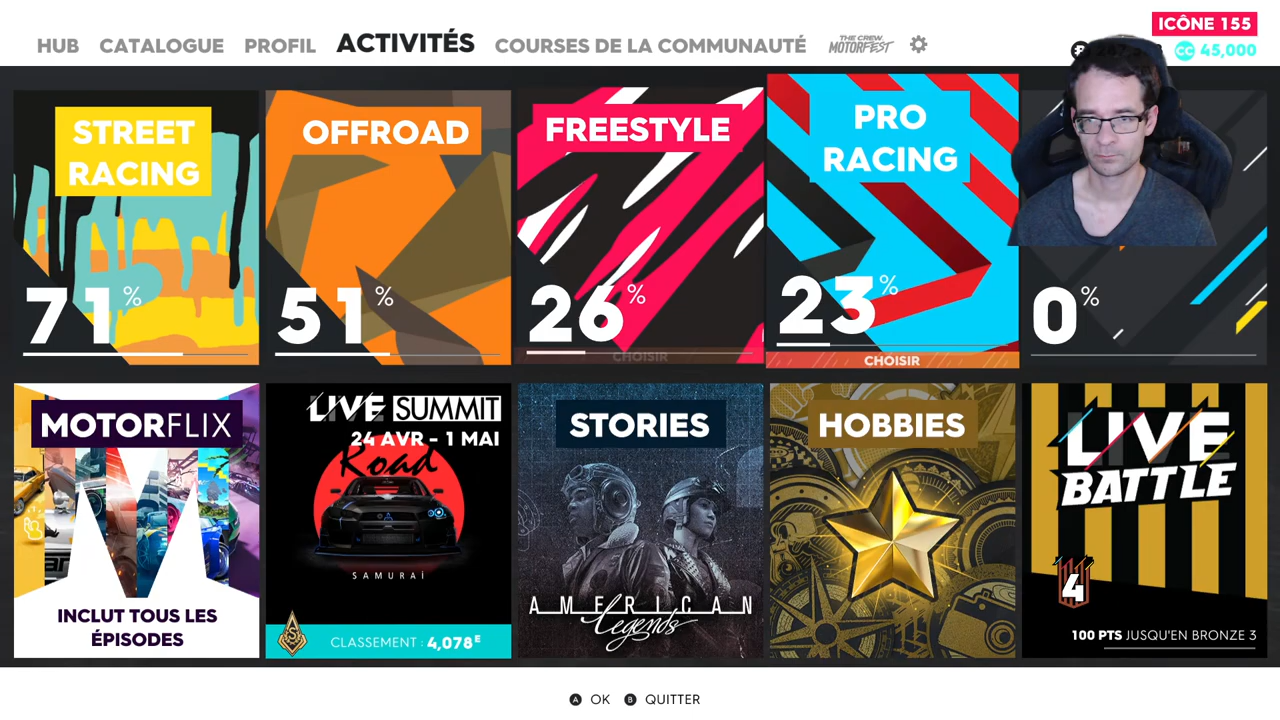 ICÔNE 155
HUB CATALOGUE PROFIL ACTIVITÉS COURSES DE LA COMMUNAUTÉ THE CREW MOTORFEST
CC 45,000
STREET
RACING
71%
OFFROAD
51%
FREESTYLE
26%
CHOISIR
PRO
RACING
23%
CHOISIR
0%
MOTORFLIX
INCLUT TOUS LES
ÉPISODES
LIVE SUMMIT
24 AVR - 1 MAI
Road
SAMURAÏ
CLASSEMENT : 4,078E
STORIES
AMERICAN
Legends
HOBBIES
LIVE
BATTLE
4
100 PTS JUSQU'EN BRONZE 3
A OK B QUITTER